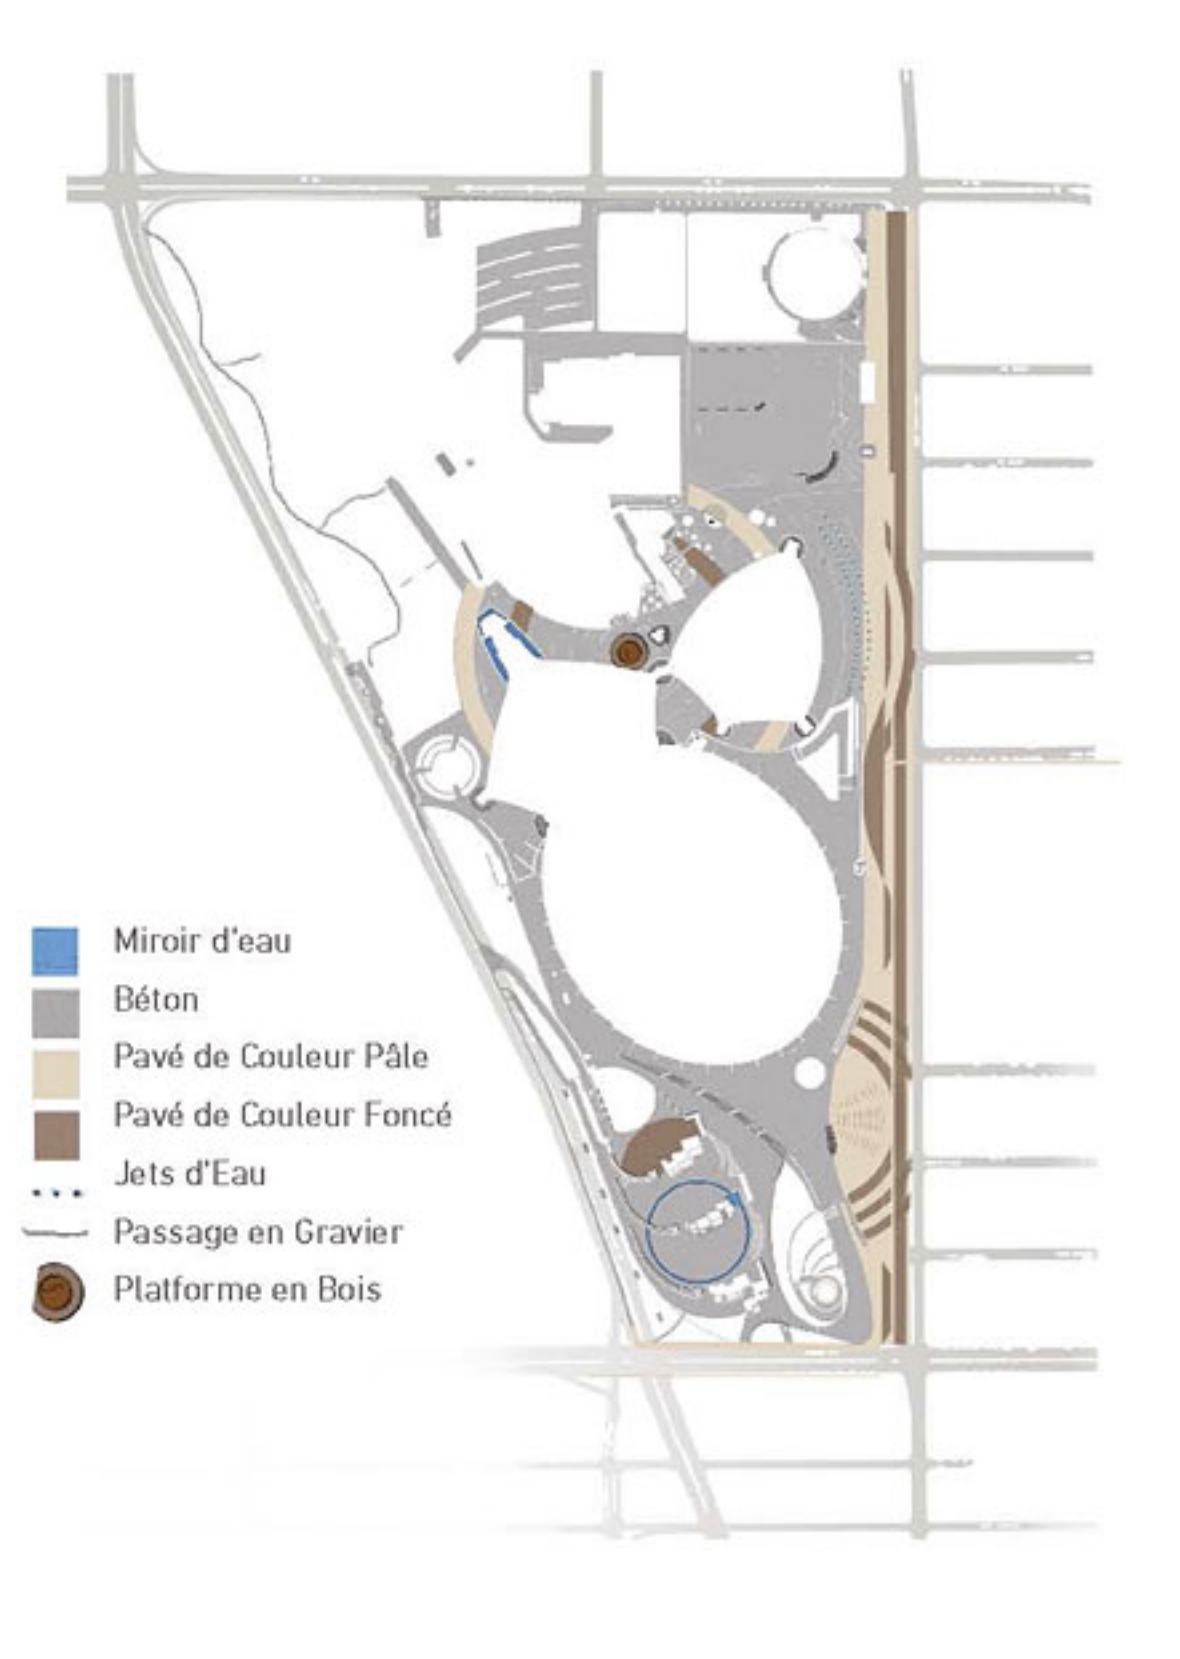 Miroir d'eau
Béton
Pavé de Couleur Pâle
Pavé de Couleur Foncé
Jets d'Eau
Passage en Gravier
Platforme en Bois